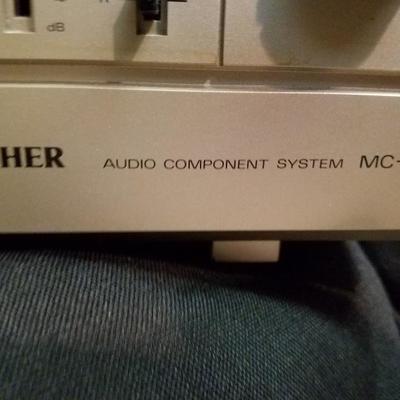 dB
HER AUDIO COMPONENT SYSTEM MC-